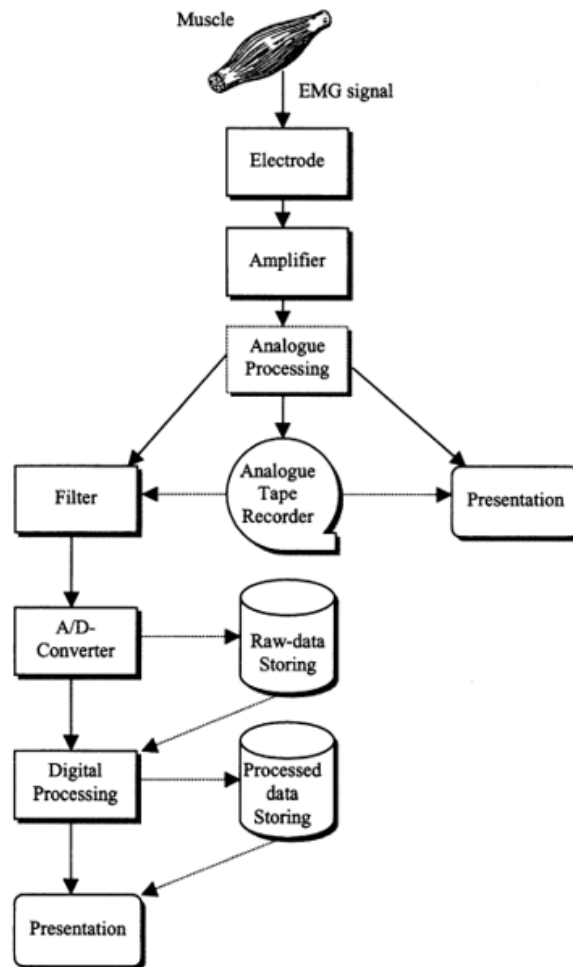 Muscle
EMG signal
Electrode
Amplifier
Analogue
Processing
Filter
Analogue
Tape
Recorder
Presentation
A/D-
Converter
Raw-data
Storing
Digital
Processing
Processed
data
Storing
Presentation